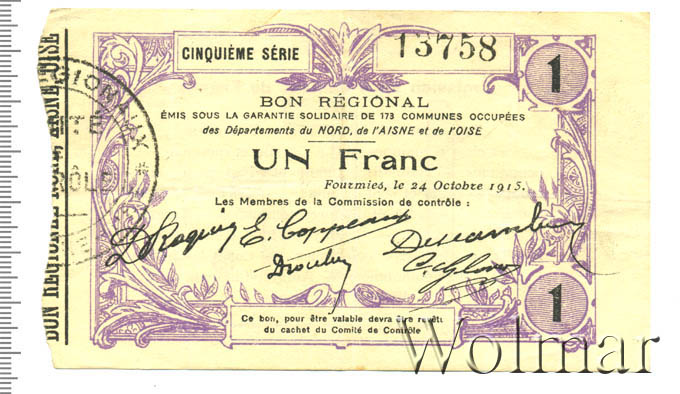 CINQUIÈME SÉRIE
13758
1
BON RÉGIONAL
ÉMIS SOUS LA GARANTIE SOLIDAIRE DE 173 COMMUNES OCCUPÉES
des Départements du NORD, de l'AISNE et de l'OISE
UN Franc
Fourmies, le 24 Octobre 1915.
Les Membres de la Commission de contrôle :
E. Coppeaux
1
Ce bon, pour être valable devra être revêtu
du cachet du Comité de Contrôle
Wolmar